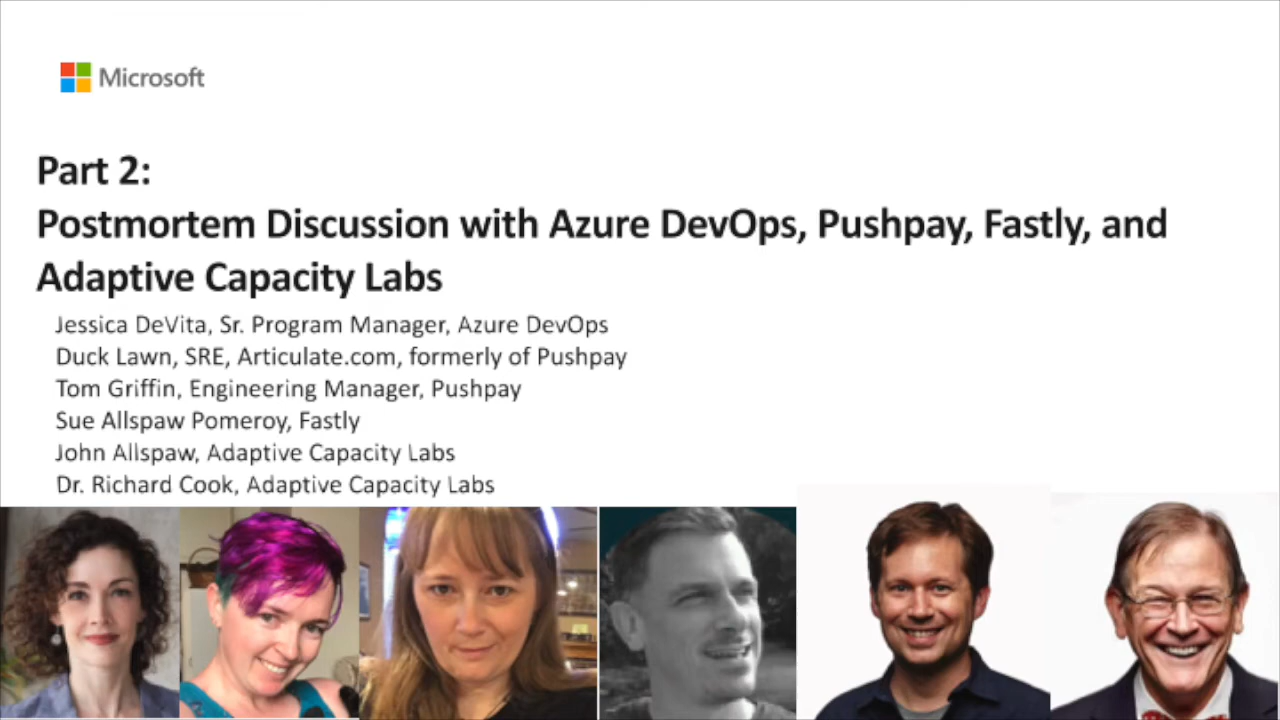 Microsoft
Part 2:
Postmortem Discussion with Azure DevOps, Pushpay, Fastly, and
Adaptive Capacity Labs
Jessica DeVita, Sr. Program Manager, Azure DevOps
Duck Lawn, SRE, Articulate.com, formerly of Pushpay
Tom Griffin, Engineering Manager, Pushpay
Sue Allspaw Pomeroy, Fastly
John Allspaw, Adaptive Capacity Labs
Dr. Richard Cook, Adaptive Capacity Labs